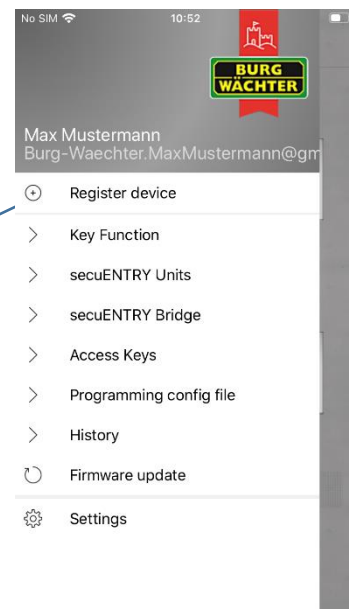 No SIM 10:52
BURG
WÄCHTER
Max Mustermann
Burg-Waechter.MaxMustermann@gm
Register device
Key Function
secuENTRY Units
secuENTRY Bridge
Access Keys
Programming config file
History
Firmware update
Settings